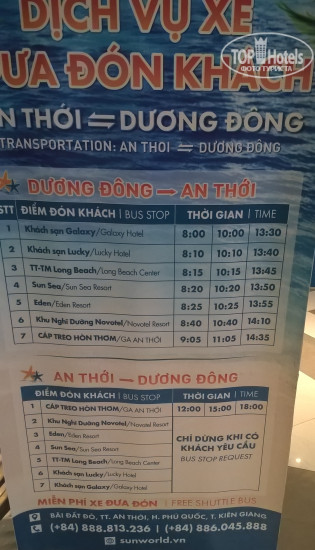 DỊCH VỤ XE
TOPHotels
ФОТО ТУРИСТА
ƯA ĐÓN KHÁCH
N THỚI ⇌ DƯƠNG ĐÔNG
TRANSPORTATION: AN THOI ⇌ DƯƠNG ĐÔNG
DƯƠNG ĐÔNG → AN THỚI
STT ĐIỂM ĐÓN KHÁCH | BUS STOP THỜI GIAN | TIME
1 Khách sạn Galaxy/Galaxy Hotel 8:00 10:00 13:30
2 Khách sạn Lucky/Lucky Hotel 8:10 10:10 13:40
3 TT-TM Long Beach/Long Beach Center 8:15 10:15 13:45
4 Sun Sea/Sun Sea Resort 8:20 10:20 13:50
5 Eden/Eden Resort 8:25 10:25 13:55
6 Khu Nghỉ Dưỡng Novotel/Novotel Resort 8:40 10:40 14:10
7 CÁP TREO HÒN THƠM/GA AN THỚI 9:05 11:05 14:35
AN THỚI → DƯƠNG ĐÔNG
ĐIỂM ĐÓN KHÁCH | BUS STOP THỜI GIAN | TIME
1 CÁP TREO HÒN THƠM/GA AN THỚI 12:00 15:00 18:00
2 Khu Nghỉ Dưỡng Novotel/Novotel Resort
3 Eden/Eden Resort
4 Sun Sea/Sun Sea Resort
5 TT-TM Long Beach/Long Beach Center
6 Khách sạn Lucky/Lucky Hotel
7 Khách sạn Galaxy/Galaxy Hotel
CHỈ DỪNG KHI CÓ
KHÁCH YÊU CẦU
BUS STOP REQUEST
MIỄN PHÍ XE ĐƯA ĐÓN | FREE SHUTTLE BUS
BÃI ĐẤT ĐỎ, TT. AN THỚI, H. PHÚ QUỐC, T. KIÊN GIANG
(+84) 888.813.236 | (+84) 886.045.888
sunworld.vn